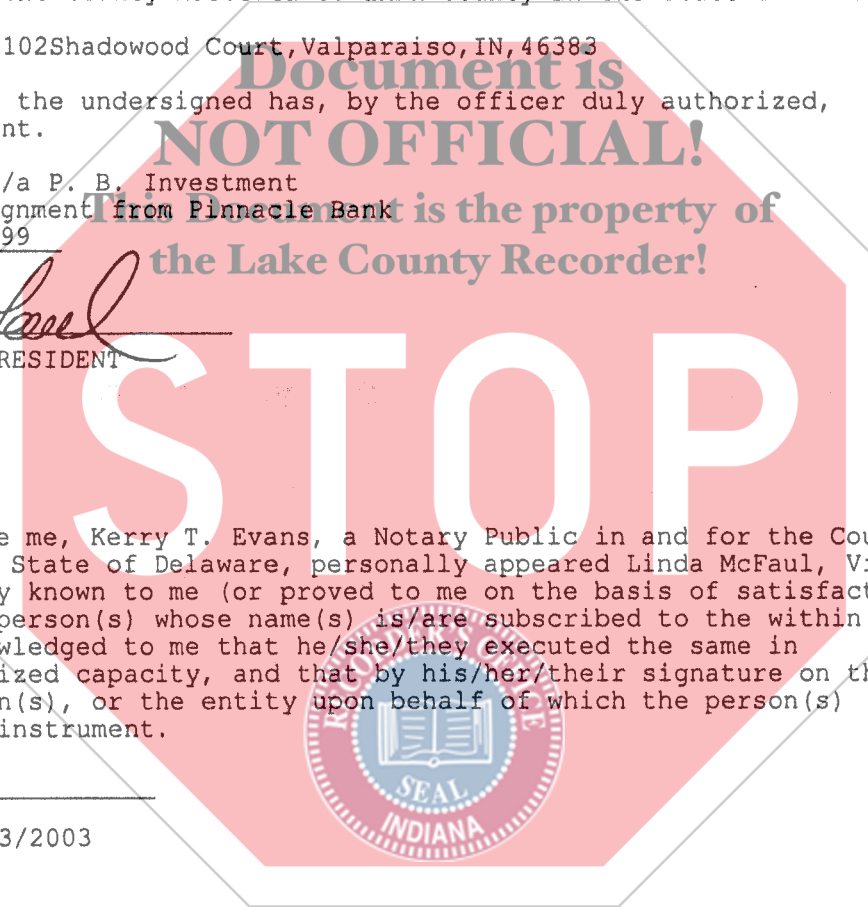 102Shadowood Court,Valparaiso,IN,46383
Document is
the undersigned has, by the officer duly authorized,
nt.
NOT OFFICIAL!
/a P. B. Investment
gnment from Pinnacle Bank
This Document is the property of
99
the Lake County Recorder!
RESIDENT
STOP
e me, Kerry T. Evans, a Notary Public in and for the Cou
State of Delaware, personally appeared Linda McFaul, Vi
y known to me (or proved to me on the basis of satisfact
person(s) whose name(s) is/are subscribed to the within
wledged to me that he/she/they executed the same in
ized capacity, and that by his/her/their signature on th
n(s), or the entity upon behalf of which the person(s)
instrument.
RECORDER'S OFFICE
SEAL
INDIANA
3/2003